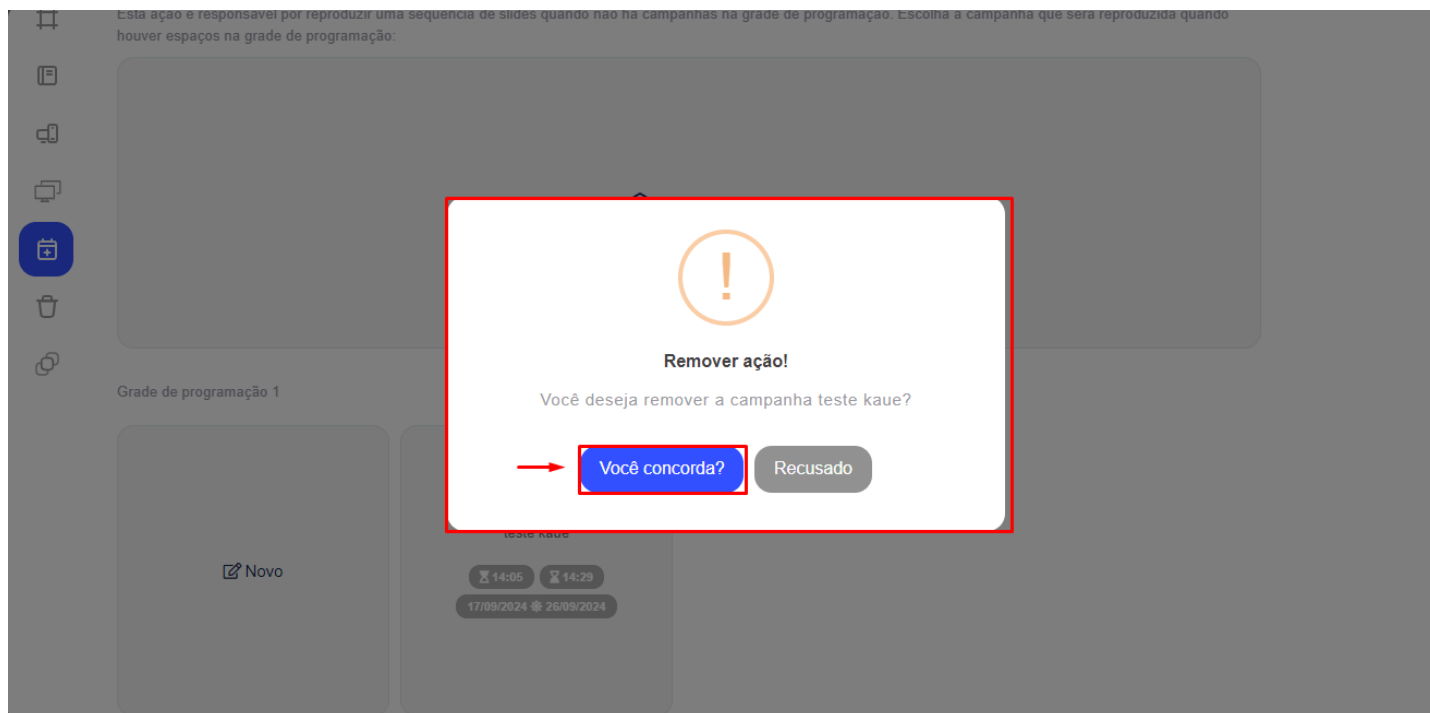 Esta ação é responsável por reproduzir uma sequência de slides quando não há campanhas na grade de programação. Escolha a campanha que será reproduzida quando
houver espaços na grade de programação:
Remover ação!
Você deseja remover a campanha teste kaue?
Você concorda?
Recusado
Grade de programação 1
Novo
teste kaue
14:05
14:29
17/09/2024 26/09/2024